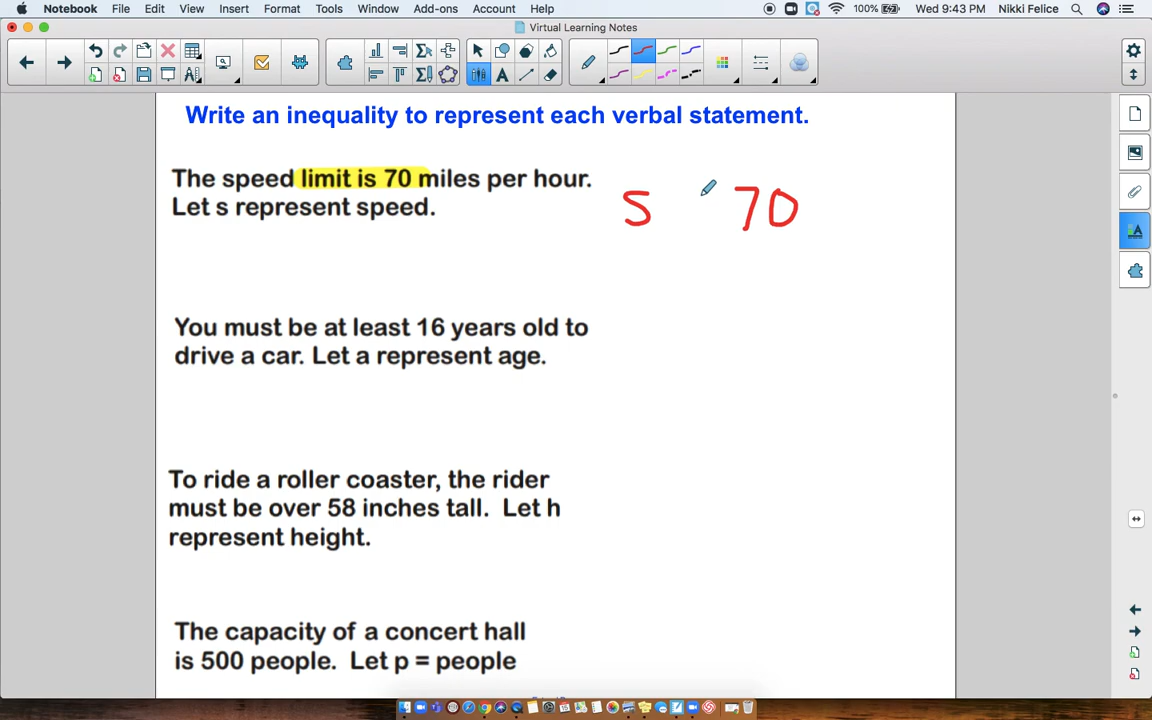 Notebook File Edit View Insert Format Tools Window Add-ons Account Help 100% Wed 9:43 PM Nikki Felice
Virtual Learning Notes
Write an inequality to represent each verbal statement.
The speed limit is 70 miles per hour.
Let s represent speed.
S 70
You must be at least 16 years old to
drive a car. Let a represent age.
To ride a roller coaster, the rider
must be over 58 inches tall. Let h
represent height.
The capacity of a concert hall
is 500 people. Let p = people